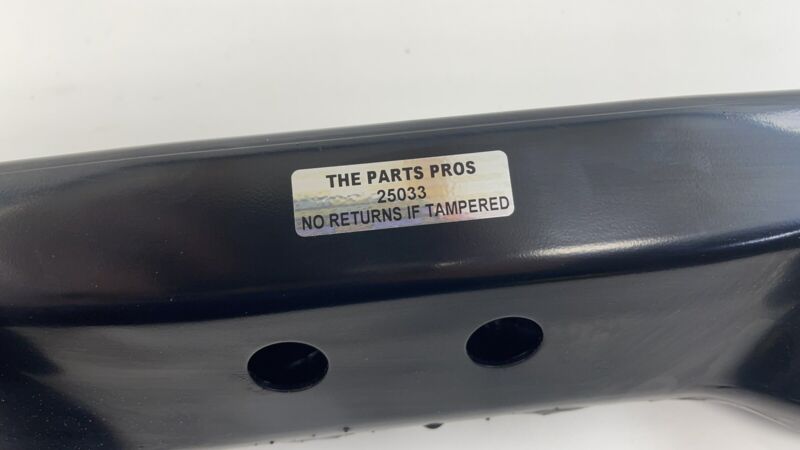 THE PARTS PROS
25033
NO RETURNS IF TAMPERED